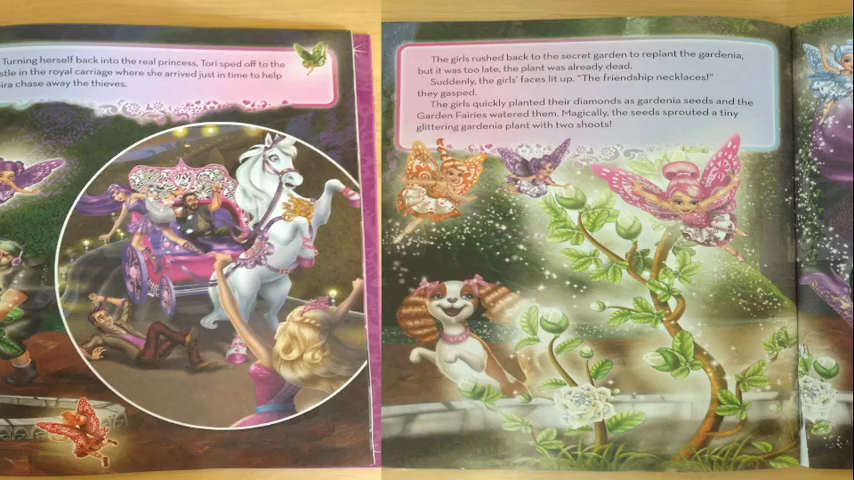 Turning herself back into the real princess, Tori sped off to the
stle in the royal carriage where she arrived just in time to help
ira chase away the thieves.
The girls rushed back to the secret garden to replant the gardenia,
but it was too late, the plant was already dead.
Suddenly, the girls' faces lit up. "The friendship necklaces!"
they gasped.
The girls quickly planted their diamonds as gardenia seeds and the
Garden Fairies watered them. Magically, the seeds sprouted a tiny
glittering gardenia plant with two shoots!